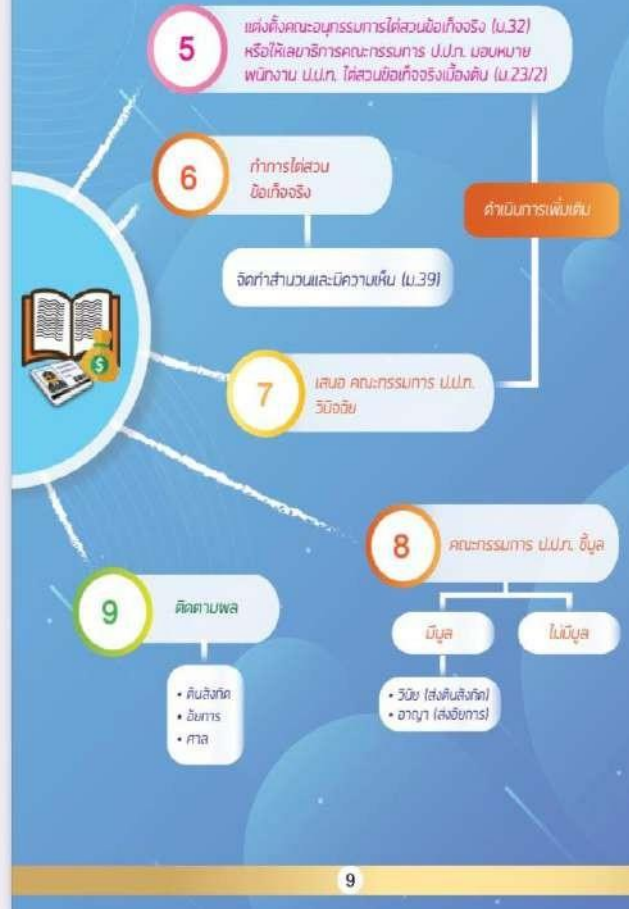 5
แต่งตั้งคณะอนุกรรมการไต่สวนข้อเท็จจริง (ม.32)
หรือให้เลขาธิการคณะกรรมการ ป.ป.ท. มอบหมาย
พนักงาน ป.ป.ท. ไต่สวนข้อเท็จจริงเบื้องต้น (ม.23/2)
6
ทำการไต่สวน
ข้อเท็จจริง
ดำเนินการเพิ่มเติม
จัดทำสำนวนและมีความเห็น (ม.39)
$
7
เสนอ คณะกรรมการ ป.ป.ท.
วินิจฉัย
8
คณะกรรมการ ป.ป.ท. ชี้มูล
มีมูล
ไม่มีมูล
• วินัย (ส่งต้นสังกัด)
• อาญา (ส่งอัยการ)
9
ติดตามผล
• ต้นสังกัด
• อัยการ
• ศาล
9